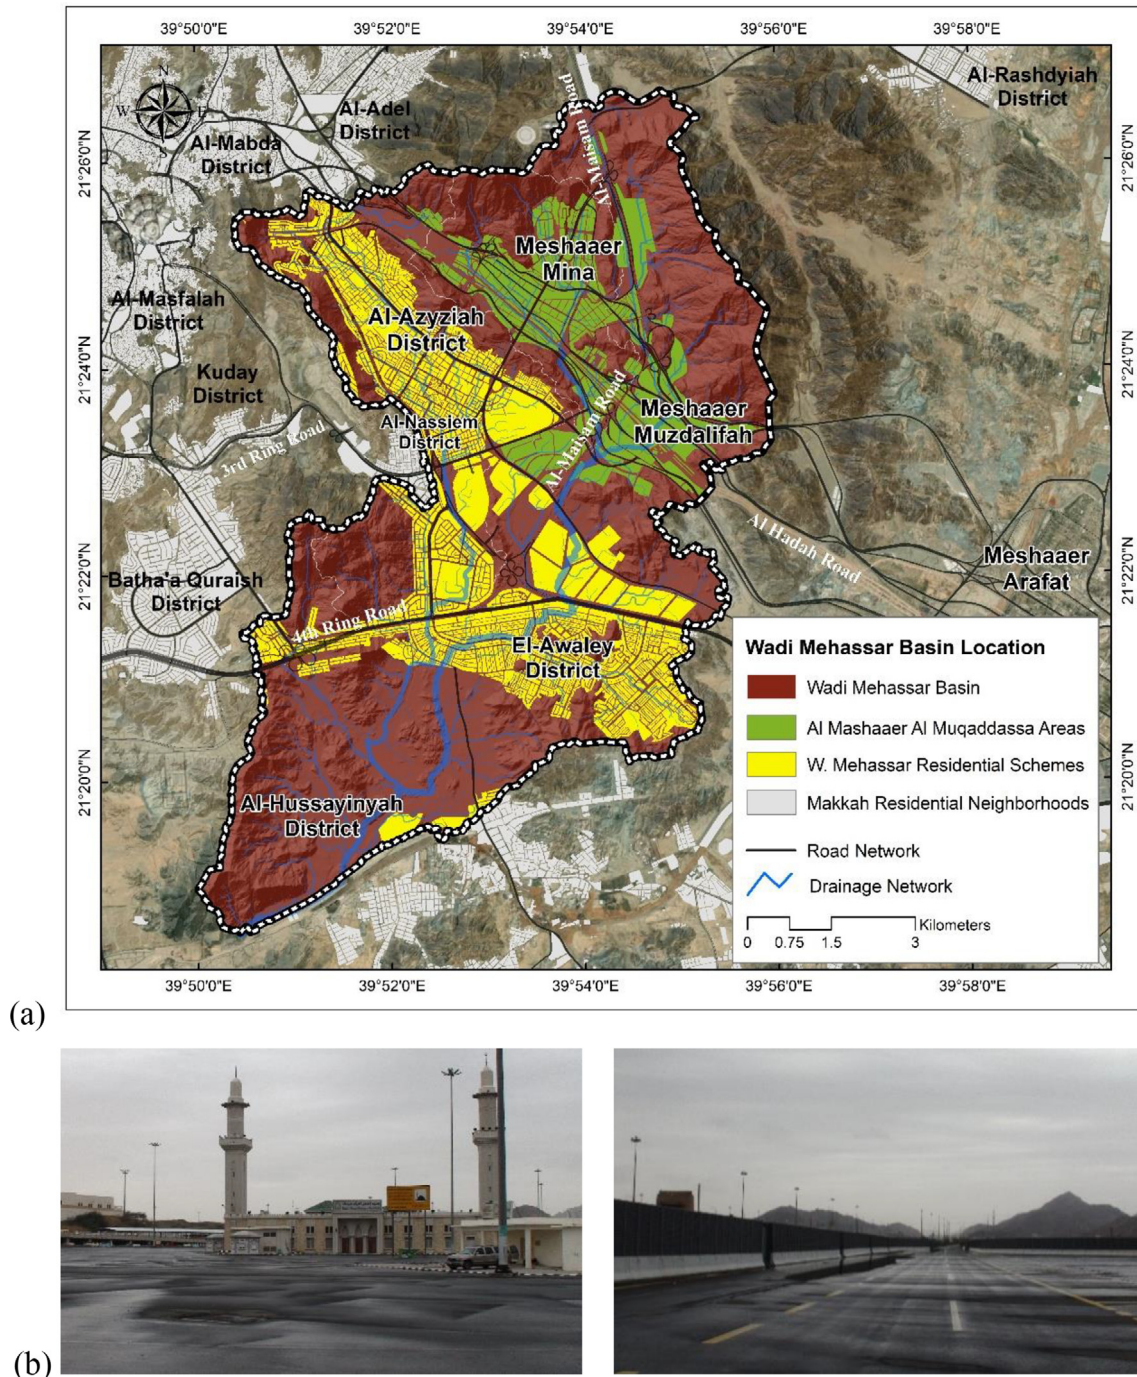 39°50'0"E
39°52'0"E
39°54'0"E
39°56'0"E
39°58'0"E
N
W
E
S
Al-Adel
District
Al-Mabda
District
Al-Rashdyiah
District
Al-Maisam Road
21°26'0"N
21°26'0"N
Meshaaer
Mina
Al-Masfalah
District
Al-Azyziah
District
21°24'0"N
21°24'0"N
Kuday
District
Al-Nassiem
District
Meshaaer
Muzdalifah
3rd Ring Road
Al-Maisam Road
Al Hadah Road
Meshaaer
Arafat
21°22'0"N
21°22'0"N
Batha'a Quraish
District
4th Ring Road
El-Awaley
District
21°20'0"N
21°20'0"N
Al-Hussayinyah
District
Wadi Mehassar Basin Location
Wadi Mehassar Basin
Al Mashaaer Al Muqaddassa Areas
W. Mehassar Residential Schemes
Makkah Residential Neighborhoods
Road Network
Drainage Network
Kilometers
0 0.75 1.5 3
39°50'0"E
39°52'0"E
39°54'0"E
39°56'0"E
39°58'0"E
(a)
(b)